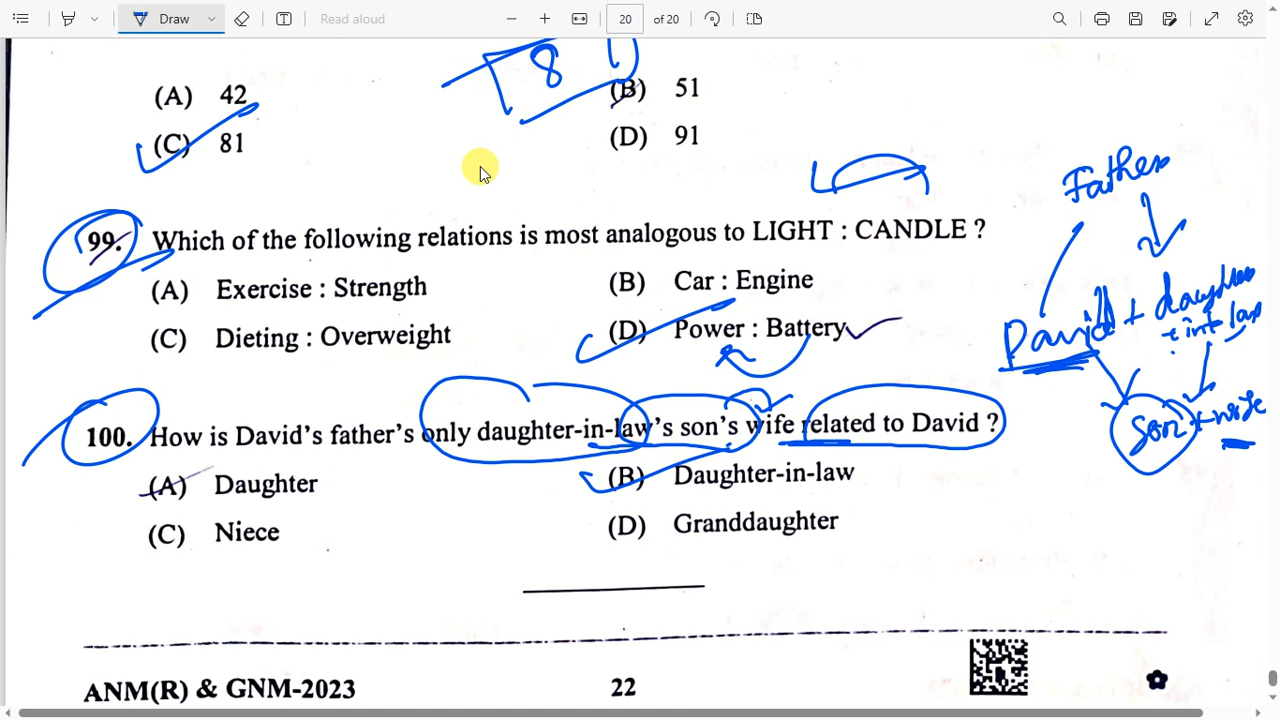 Draw
Read aloud
20 of 20
8
(A) 42 (B) 51
(C) 81 (D) 91
Father
99. Which of the following relations is most analogous to LIGHT : CANDLE ?
(A) Exercise : Strength (B) Car : Engine
(C) Dieting : Overweight (D) Power : Battery
David + daughter
in law
son + wife
100. How is David's father's only daughter-in-law's son's wife related to David ?
(A) Daughter (B) Daughter-in-law
(C) Niece (D) Granddaughter
ANM(R) & GNM-2023 22